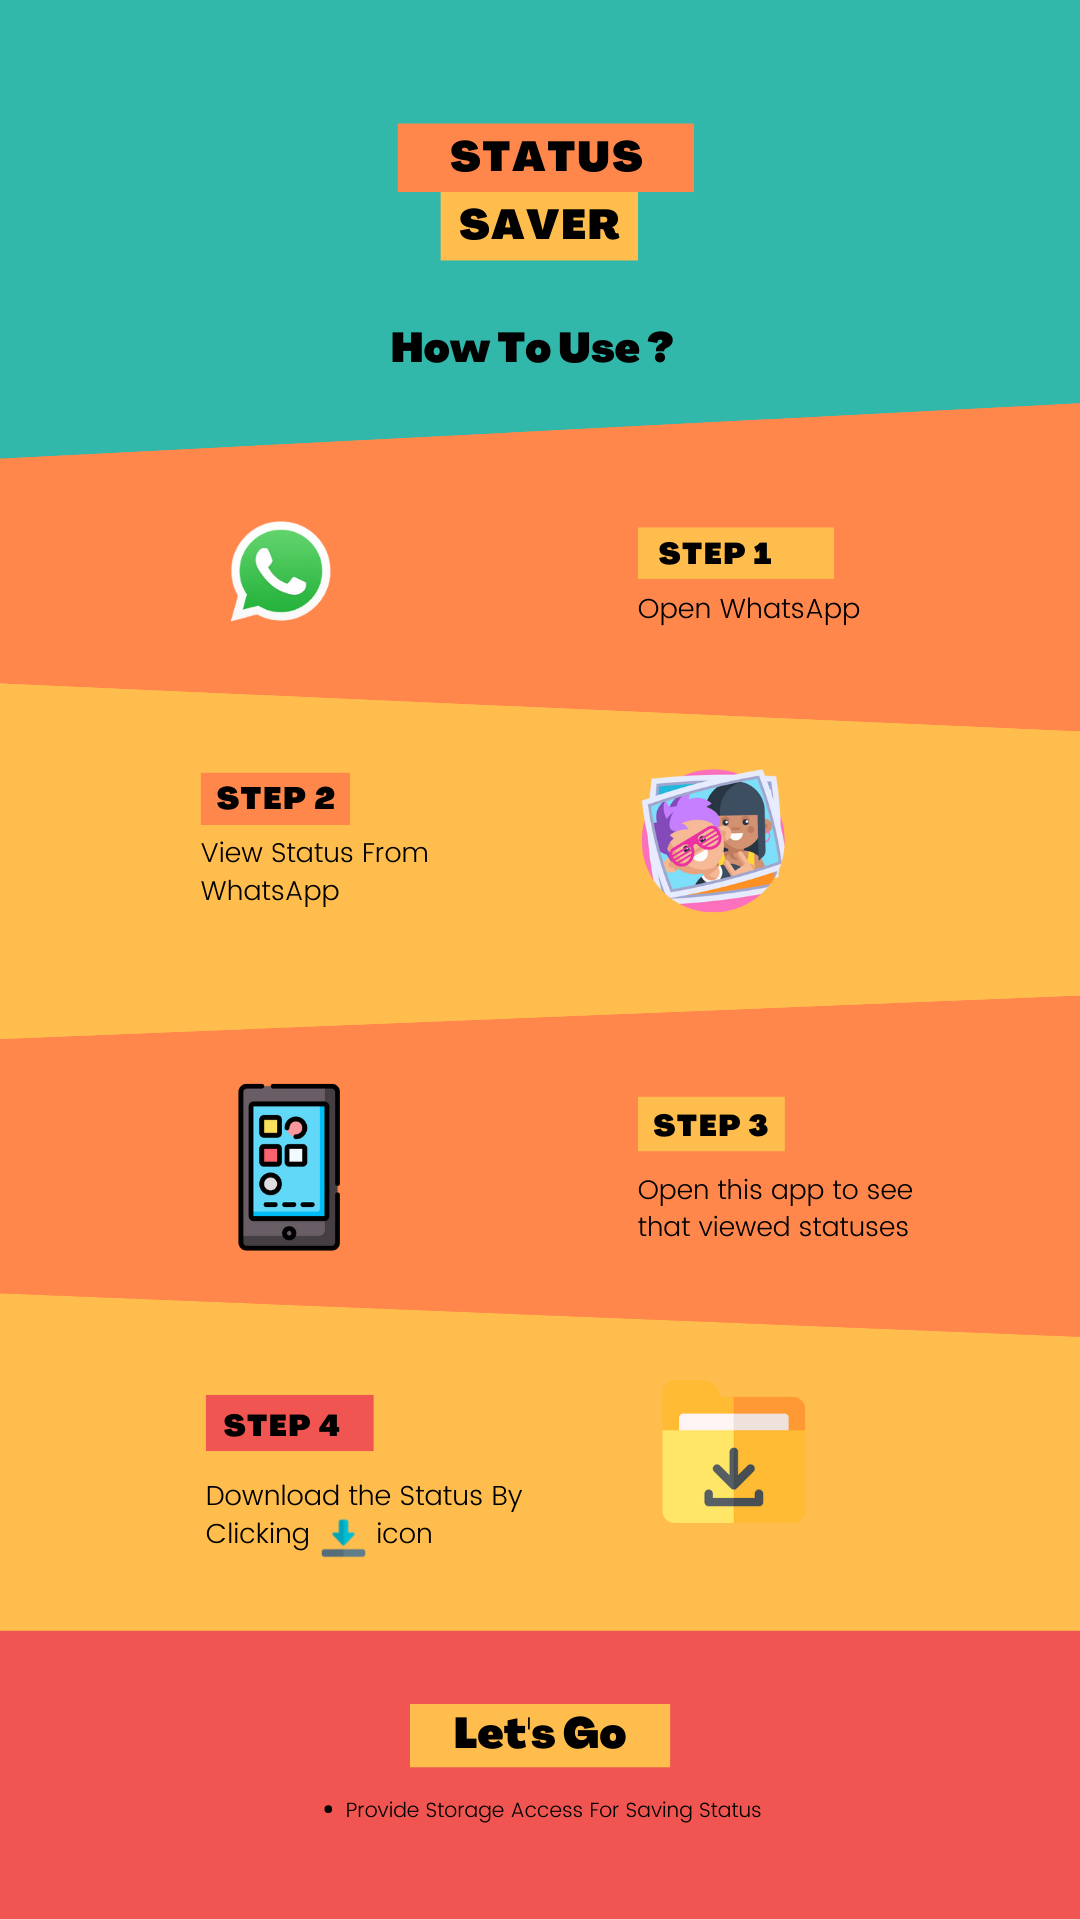 STATUS
SAVER
How To Use ?
STEP 1
Open WhatsApp
STEP 2
View Status From
WhatsApp
STEP 3
Open this app to see
that viewed statuses
STEP 4
Download the Status By
Clicking icon
Let's Go
• Provide Storage Access For Saving Status